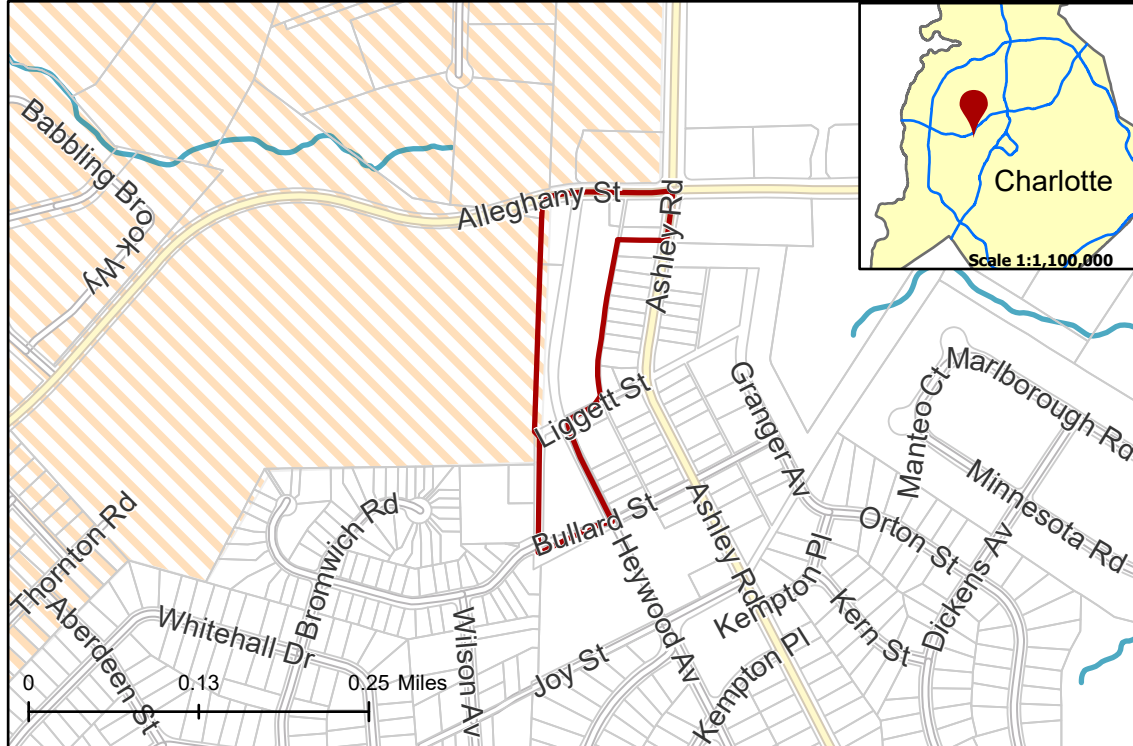 Babbling Brook Wy
Alleghany St
Ashley Rd
Charlotte
Scale 1:1,100,000
Liggett St
Granger Av
Manteo Ct
Marlborough Rd
Minnesota Rd
Thornton Rd
Bromwich Rd
Bullard St
Ashley Rd
Orton St
Dickens Av
Aberdeen St
Whitehall Dr
Wilson Av
Heywood Av
Kempton Pl
Kern St
Joy St
Kempton Pl
0 0.13 0.25 Miles